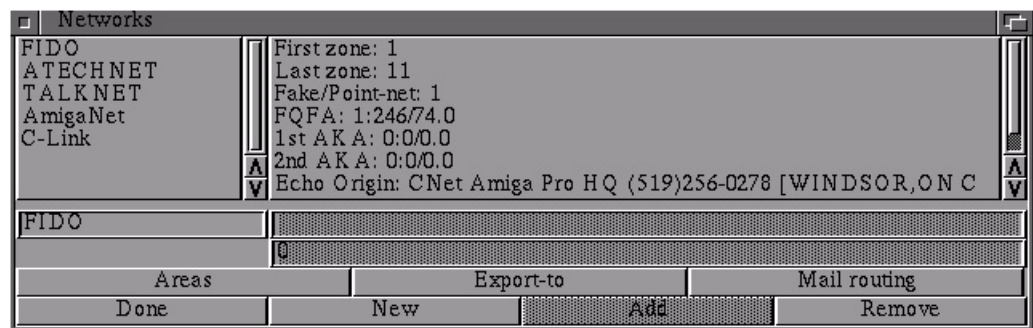 Networks
FIDO
ATECHNET
TALKNET
AmigaNet
C-Link
First zone: 1
Last zone: 11
Fake/Point-net: 1
FQFA: 1:246/74.0
1st AKA: 0:0/0.0
2nd AKA: 0:0/0.0
Echo Origin: CNet Amiga Pro HQ (519)256-0278 [WINDSOR,ON C
FIDO
0
Areas
Export-to
Mail routing
Done
New
Add
Remove